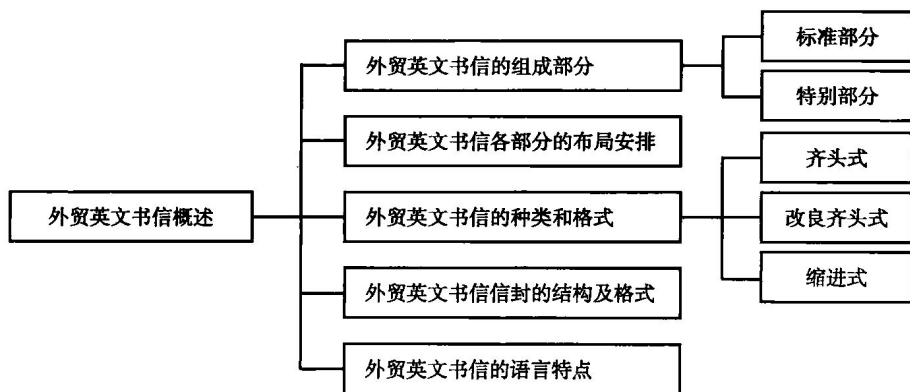 外贸英文书信概述
外贸英文书信的组成部分
标准部分
特别部分
外贸英文书信各部分的布局安排
外贸英文书信的种类和格式
齐头式
改良齐头式
缩进式
外贸英文书信信封的结构及格式
外贸英文书信的语言特点